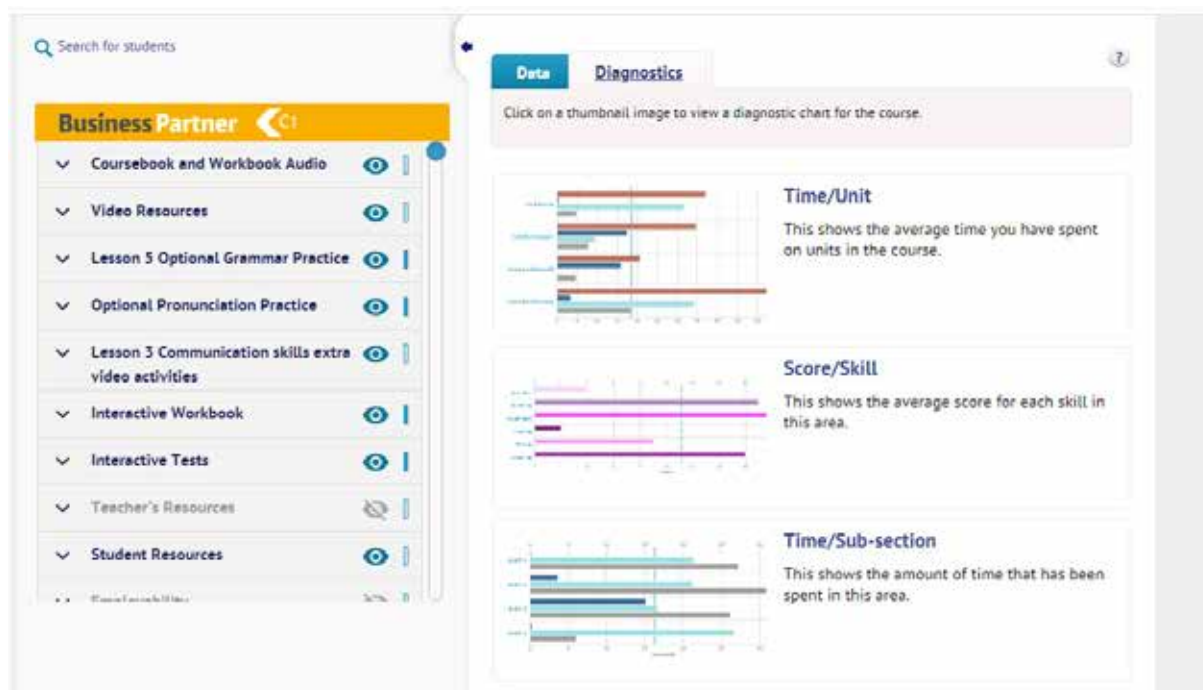 Search for students
Business Partner C1
Coursebook and Workbook Audio
Video Resources
Lesson 5 Optional Grammar Practice
Optional Pronunciation Practice
Lesson 3 Communication skills extra
video activities
Interactive Workbook
Interactive Tests
Teacher's Resources
Student Resources
Employability
Data
Diagnostics
?
Click on a thumbnail image to view a diagnostic chart for the course.
Time/Unit
This shows the average time you have spent
on units in the course.
Score/Skill
This shows the average score for each skill in
this area.
Time/Sub-section
This shows the amount of time that has been
spent in this area.